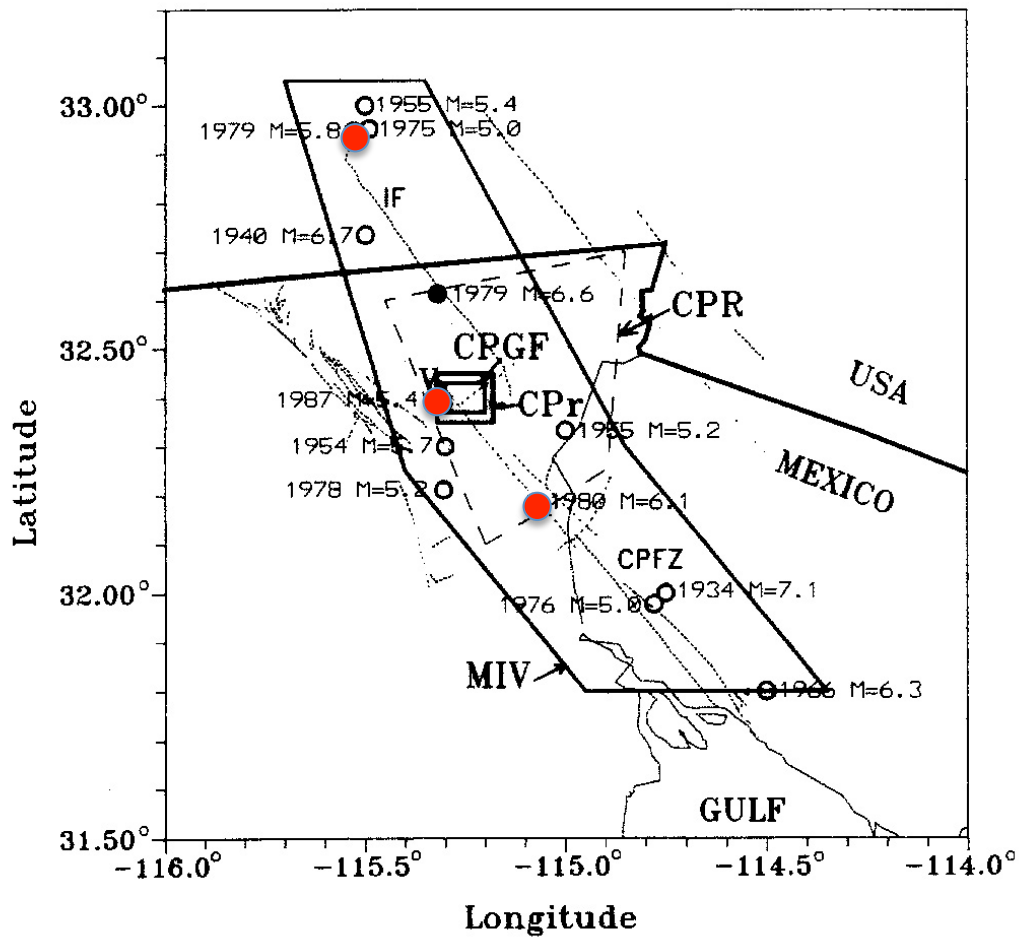 33.00°
1955 M=5.4
1979 M=5.8
1975 M=5.0
IF
1940 M=6.7
1979 M=6.6
CPR
32.50°
CPGF
USA
V
1987 M=5.4
CPr
1955 M=5.2
1954 M=5.7
MEXICO
1978 M=5.2
1980 M=6.1
Latitude
CPFZ
32.00°
1934 M=7.1
1976 M=5.0
MIV
1966 M=6.3
GULF
31.50°
-116.0°
-115.5°
-115.0°
-114.5°
-114.0°
Longitude